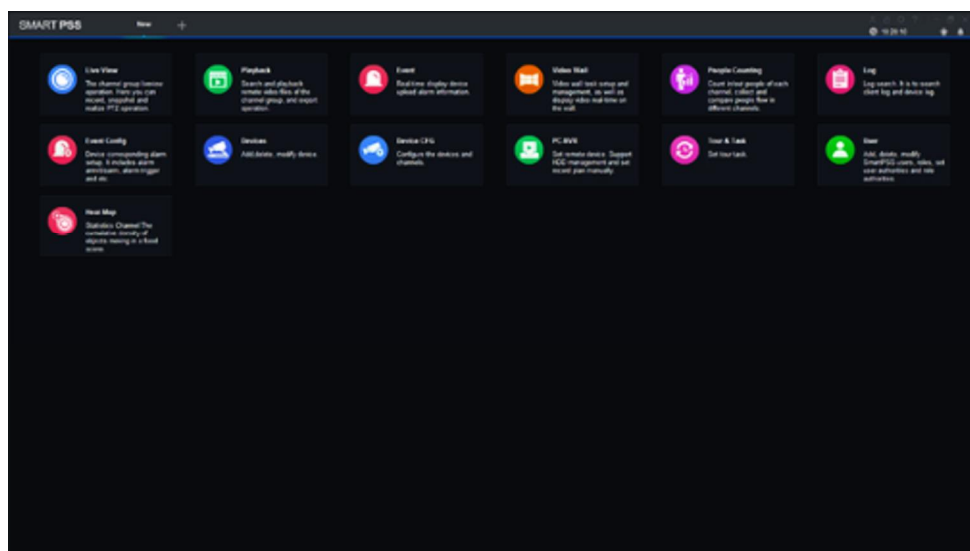 SMART PSS
New
+
Live View
The channel group preview
operation. Here you can
record, snapshot and
realize PTZ operation.
Playback
Search and playback
remote video files of the
channel group, and export
operation.
Event
Real time display device
upload alarm information.
Video Wall
Video wall task setup and
management, as well as
display video real time on
the wall.
People Counting
Count in/our people of each
channel, collect and
compare people flow in
different channels.
Log
Log search. It is to search
client log and device log.
Event Config
Device corresponding alarm
setup. It includes alarm
arm/disarm, alarm trigger
and etc.
Devices
Add,delete, modify device.
Device CFG
Configure the devices and
channels.
PC-NVR
Set remote device. Support
HDD management and set
record plan manually.
Tour & Task
Set tour task.
User
Add, delete, modify
SmartPSS users, roles, set
user authorities and role
authorities.
Heat Map
Statistics Channel The
cumulative density of
objects moving in a fixed
scene.